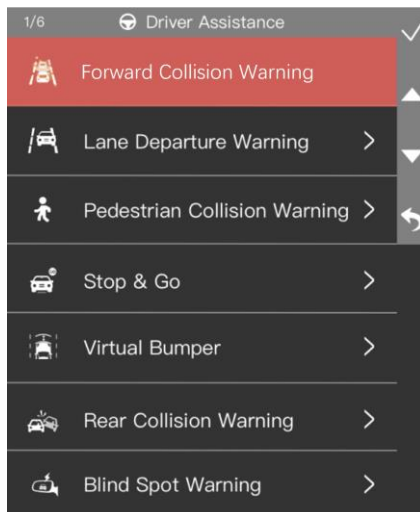 1/6 Driver Assistance
Forward Collision Warning
Lane Departure Warning
Pedestrian Collision Warning
Stop & Go
Virtual Bumper
Rear Collision Warning
Blind Spot Warning